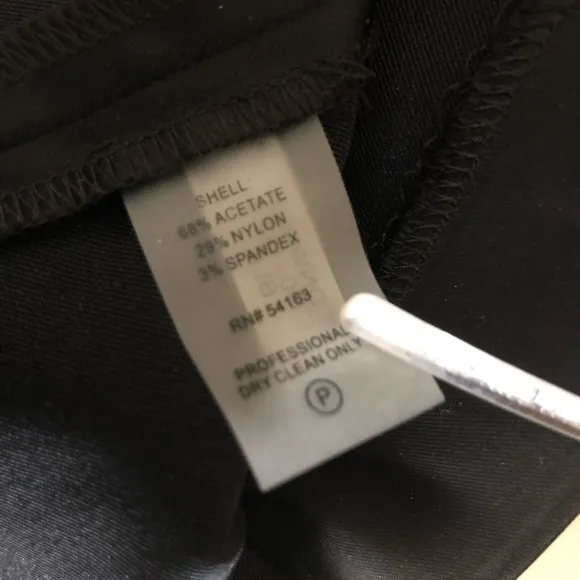 SHELL:
68% ACETATE
29% NYLON
3% SPANDEX
RN# 54163
PROFESSIONAL
DRY CLEAN ONLY
P